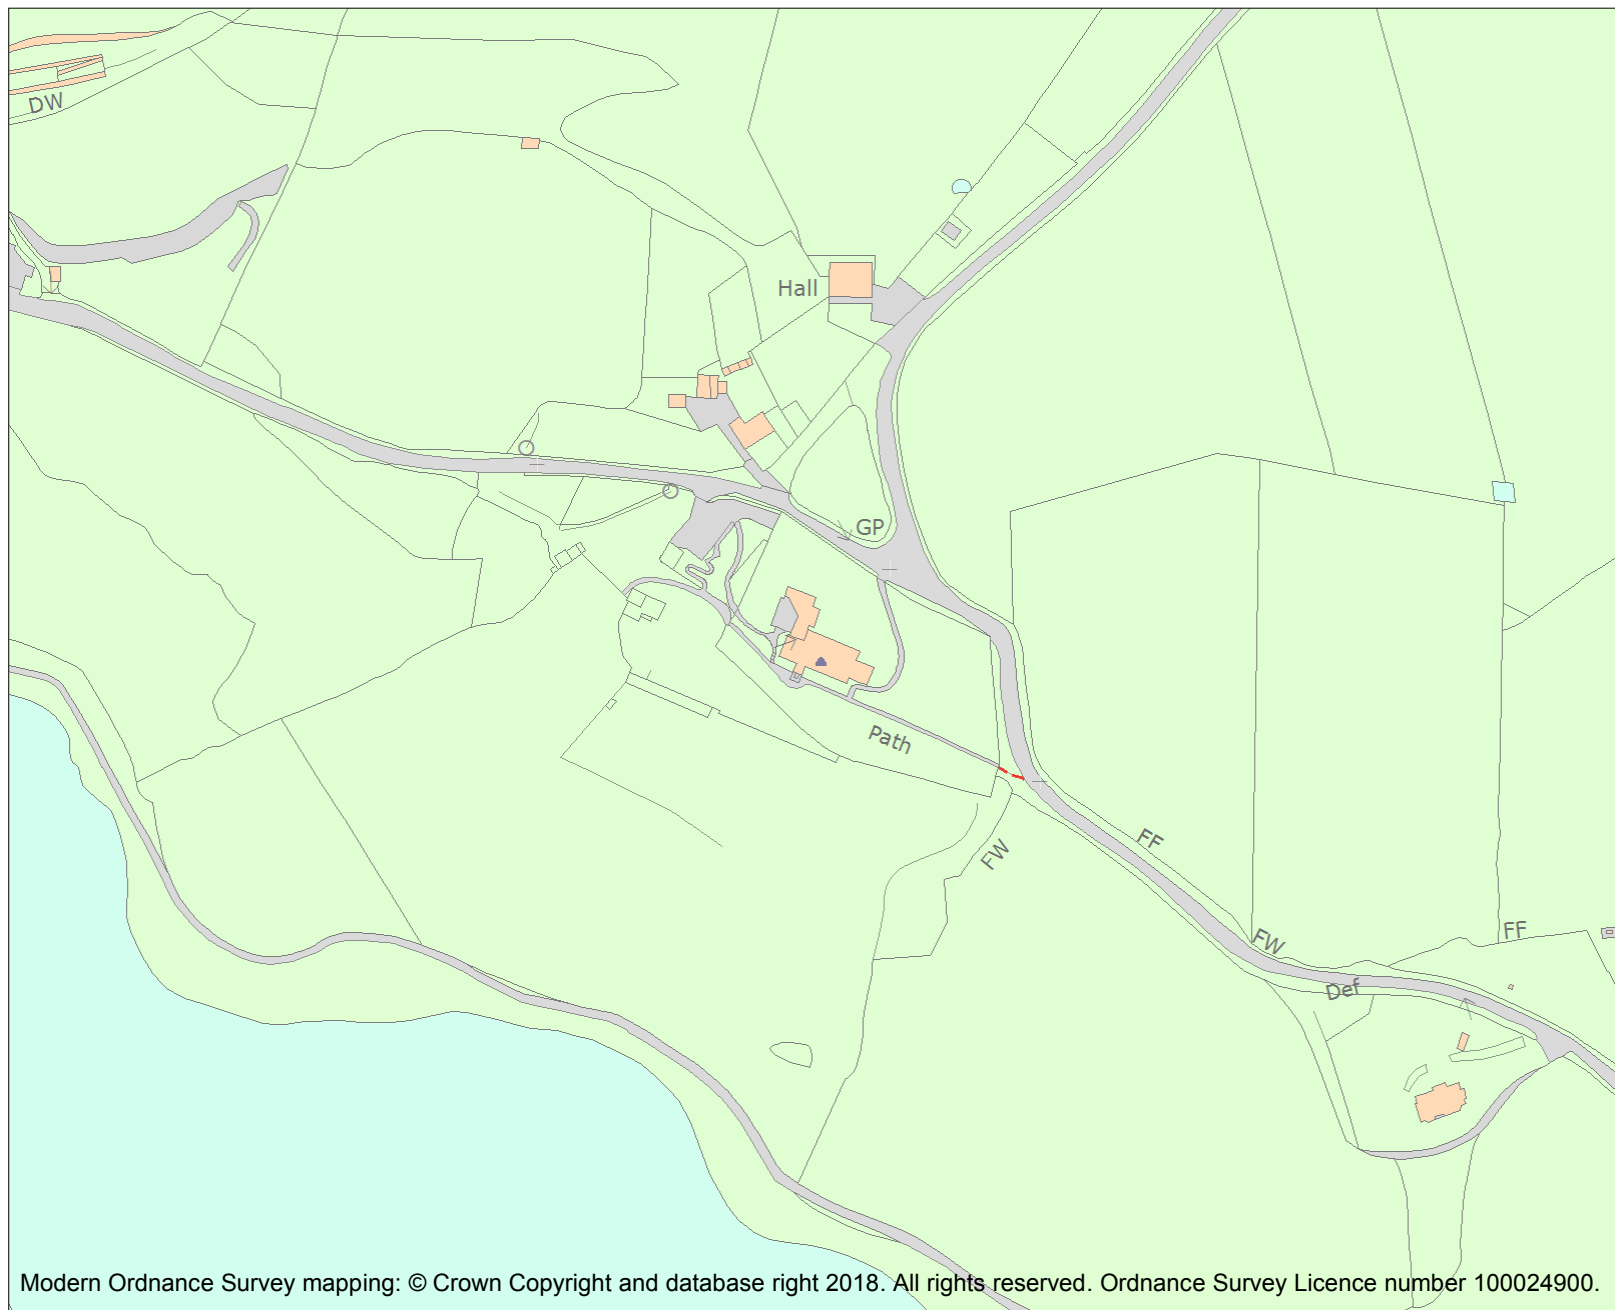 DW
Hall
GP
Path
FF
FW
FW
FF
Def
Modern Ordnance Survey mapping: © Crown Copyright and database right 2018. All rights reserved. Ordnance Survey Licence number 100024900.